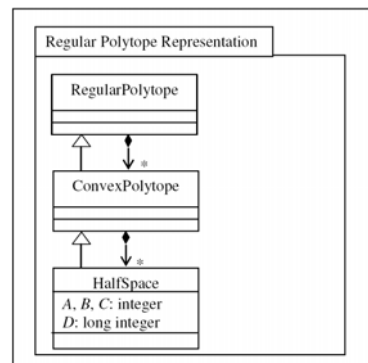 Regular Polytope Representation
RegularPolytope
*
ConvexPolytope
*
HalfSpace
A, B, C: integer
D: long integer